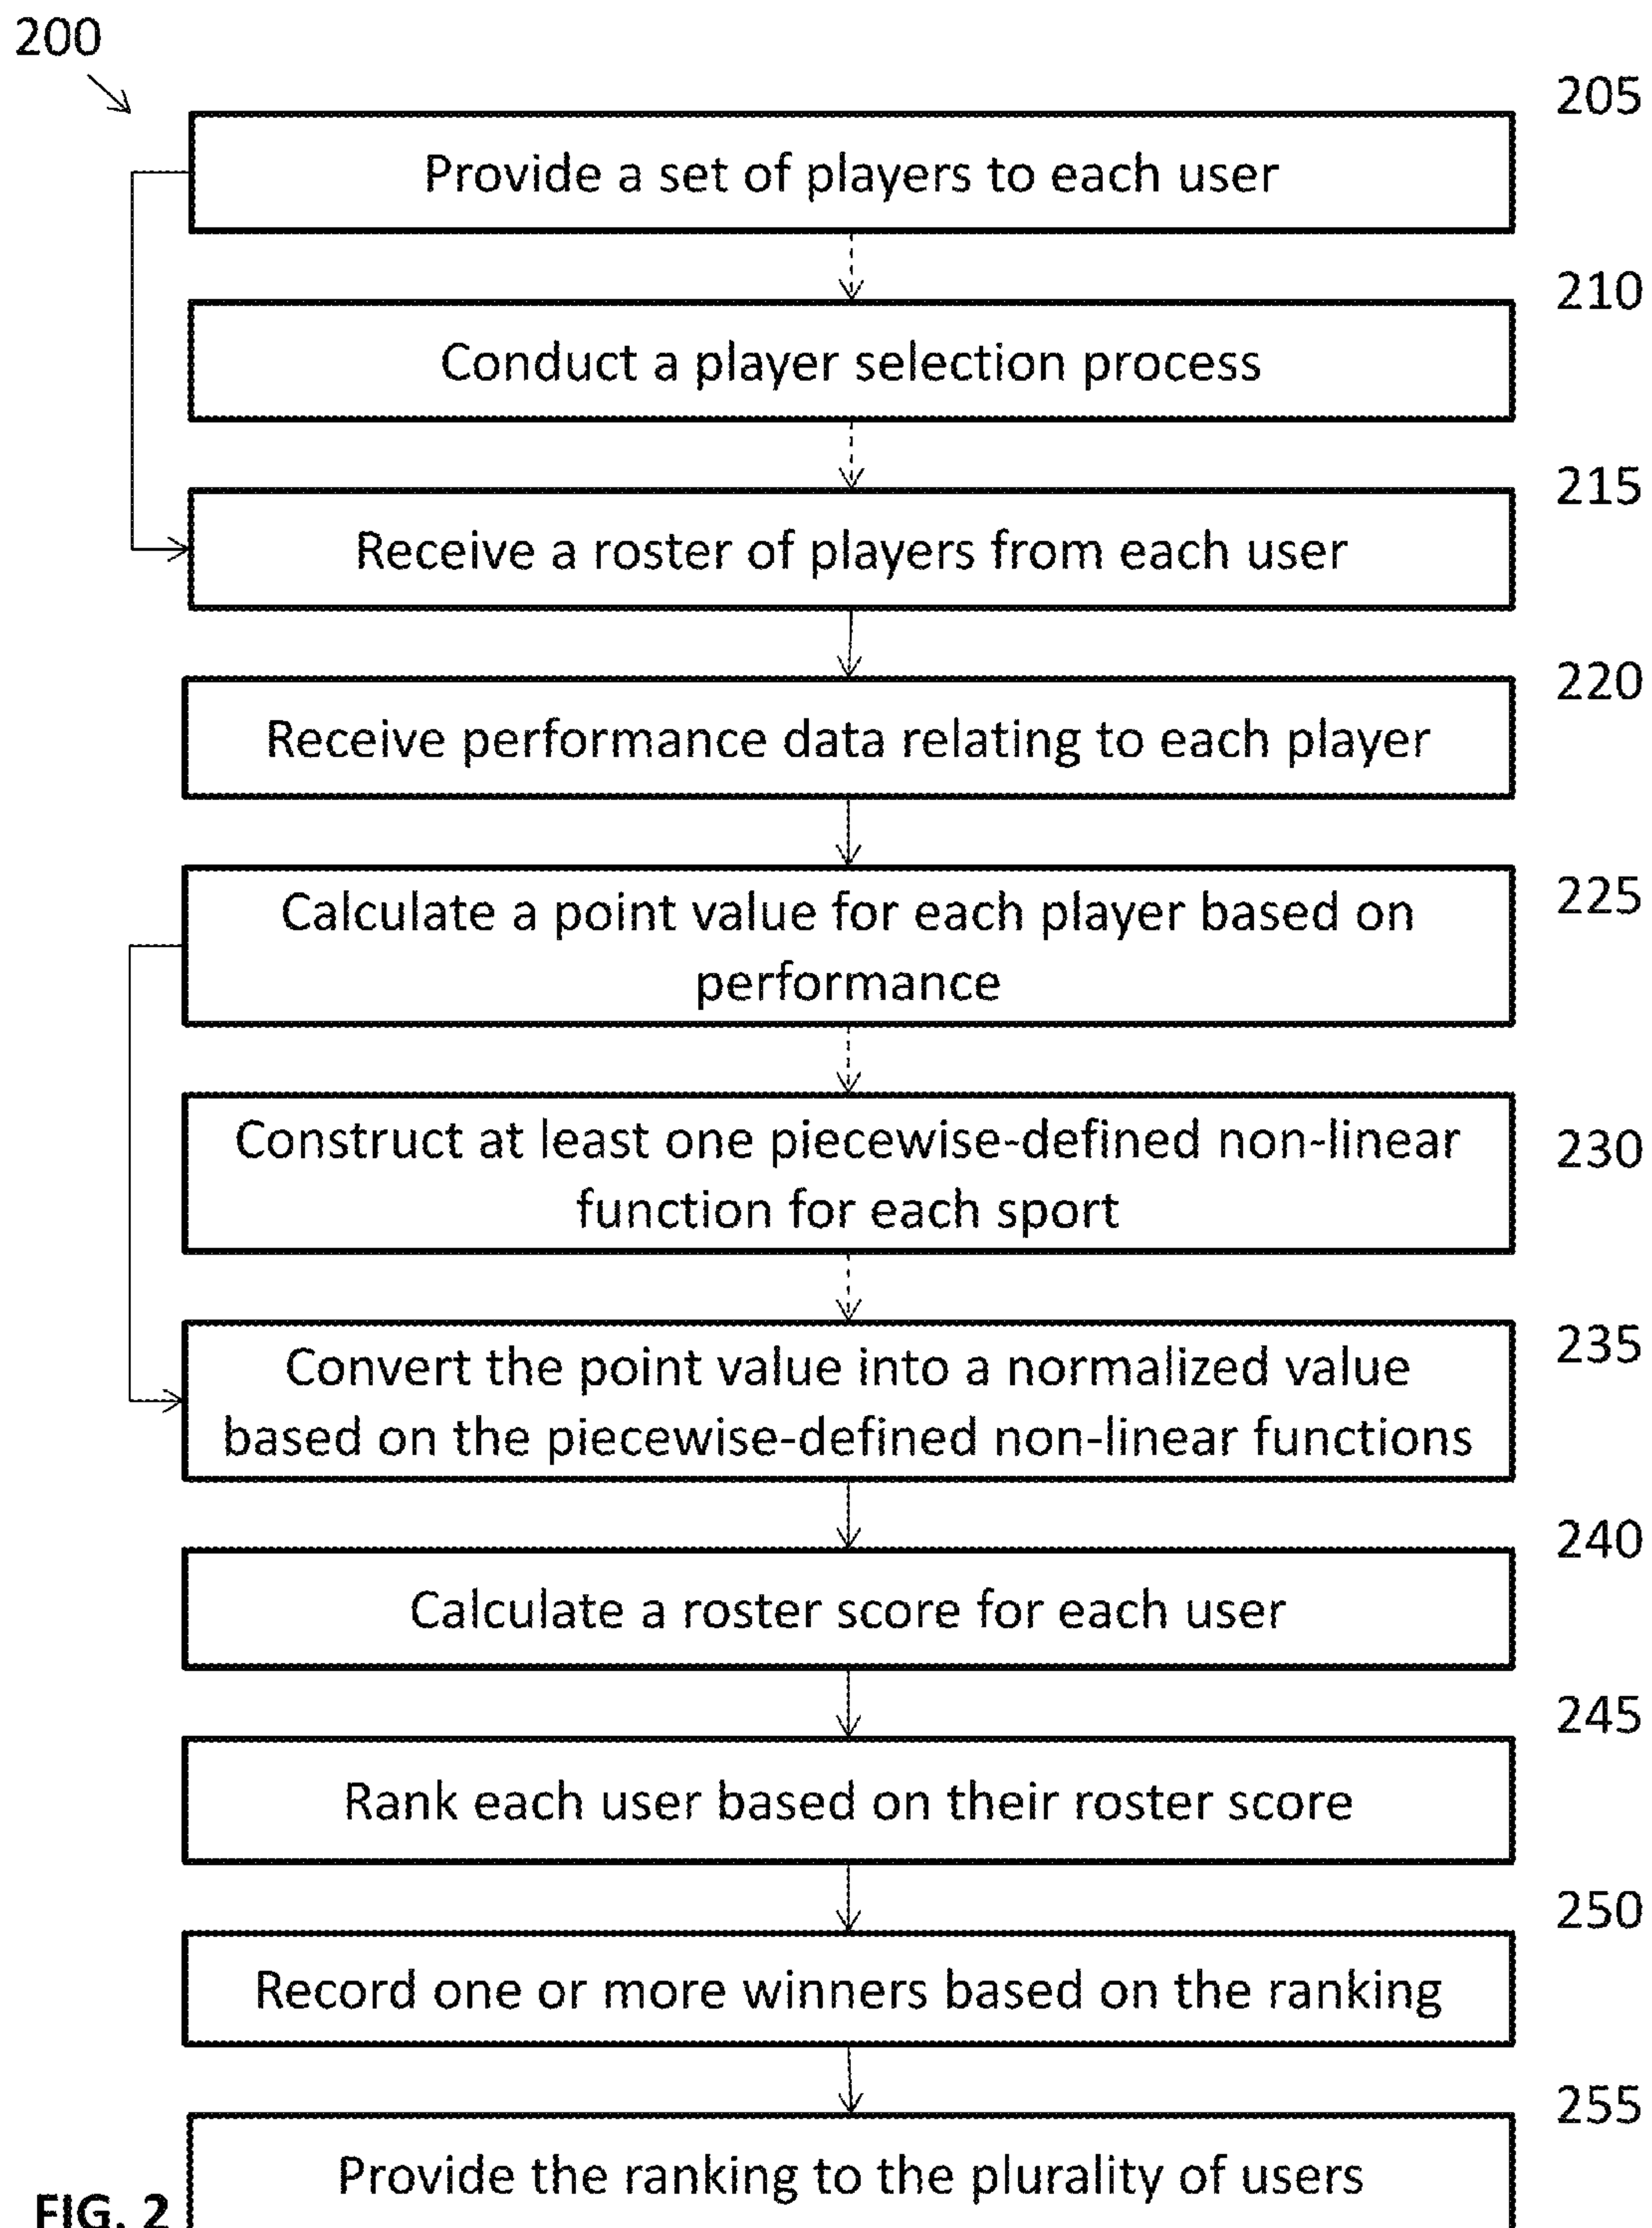 200
205
Provide a set of players to each user
210
Conduct a player selection process
215
Receive a roster of players from each user
220
Receive performance data relating to each player
225
Calculate a point value for each player based on
performance
230
Construct at least one piecewise-defined non-linear
function for each sport
235
Convert the point value into a normalized value
based on the piecewise-defined non-linear functions
240
Calculate a roster score for each user
245
Rank each user based on their roster score
250
Record one or more winners based on the ranking
255
Provide the ranking to the plurality of users
FIG. 2